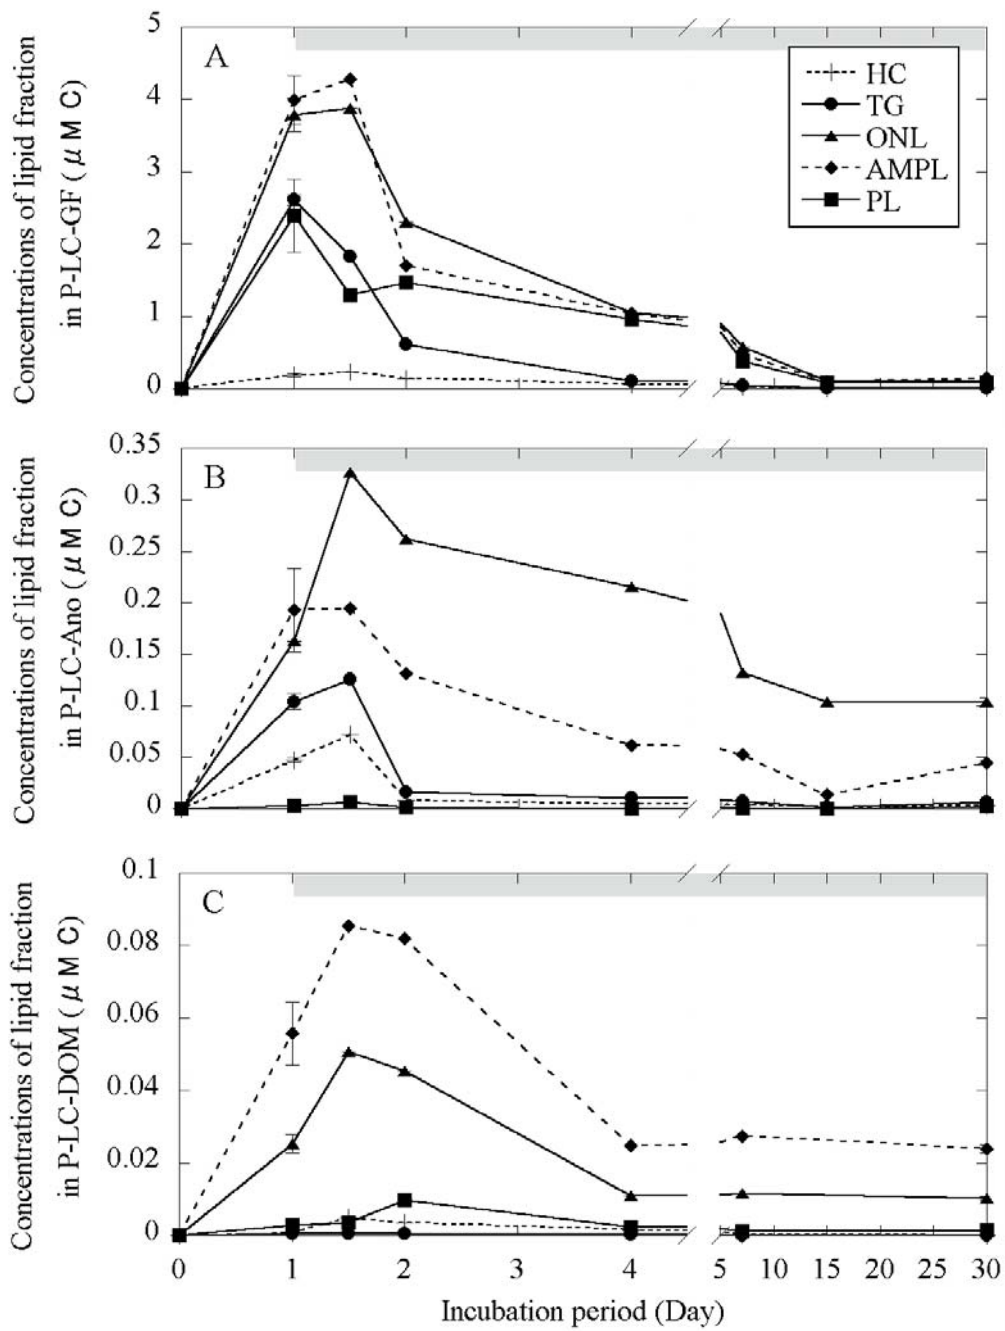 Concentrations of lipid fraction
in P-LC-GF (μM C)
5
4
3
2
1
0
A
HC
TG
ONL
AMPL
PL
Concentrations of lipid fraction
in P-LC-Ano (μM C)
0.35
0.3
0.25
0.2
0.15
0.1
0.05
0
B
Concentrations of lipid fraction
in P-LC-DOM (μM C)
0.1
0.08
0.06
0.04
0.02
0
C
0 1 2 3 4 5 10 15 20 25 30
Incubation period (Day)